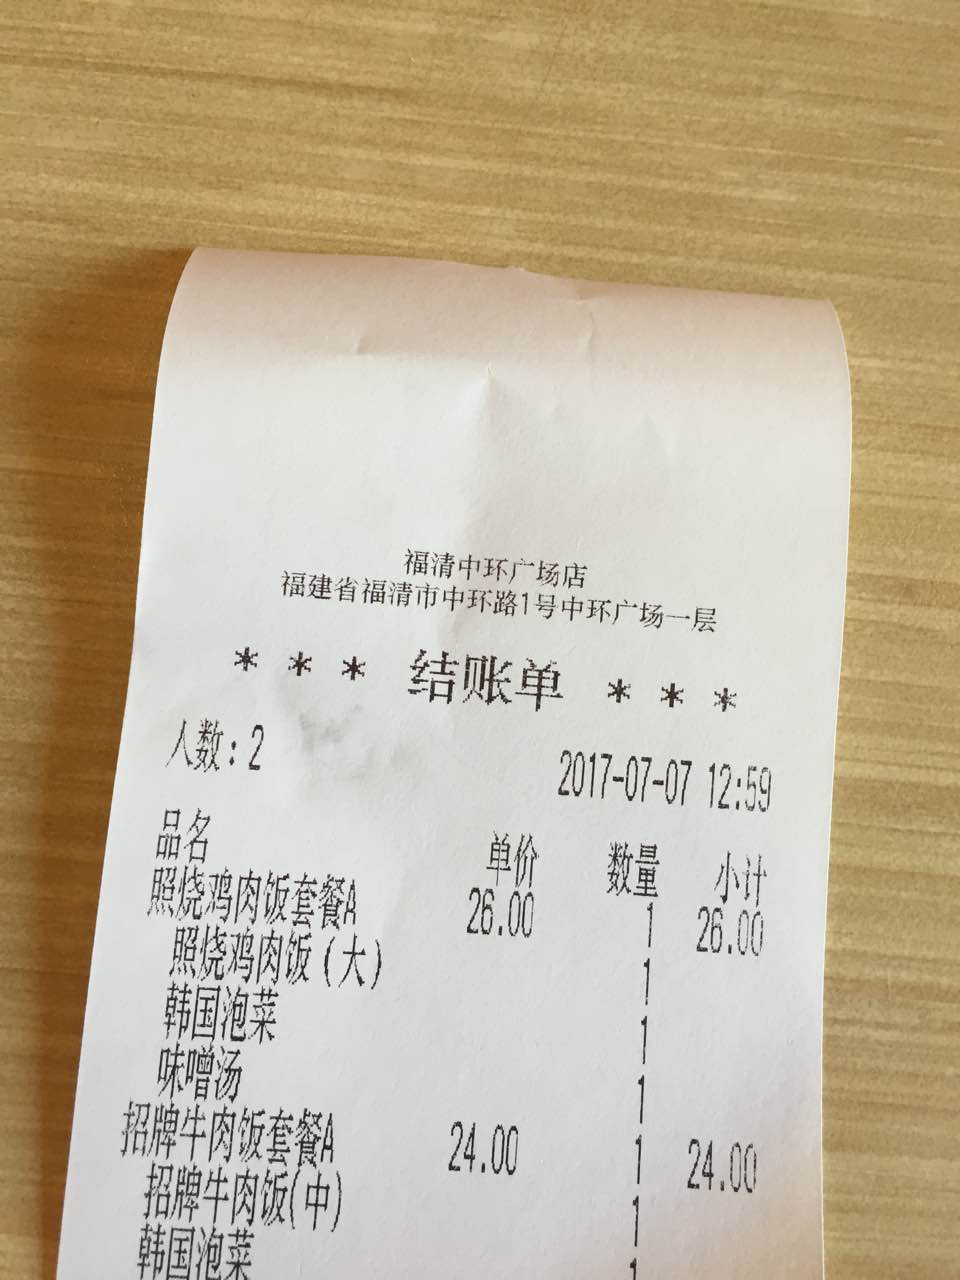 福清中环广场店
福建省福清市中环路1号中环广场一层
*** 结账单 ***
人数：2 2017-07-07 12:59
品名 单价 数量 小计
照烧鸡肉饭套餐A 26.00 1 26.00
照烧鸡肉饭（大） 1
韩国泡菜 1
味噌汤 1
招牌牛肉饭套餐A 24.00 1 24.00
招牌牛肉饭(中) 1
韩国泡菜 1